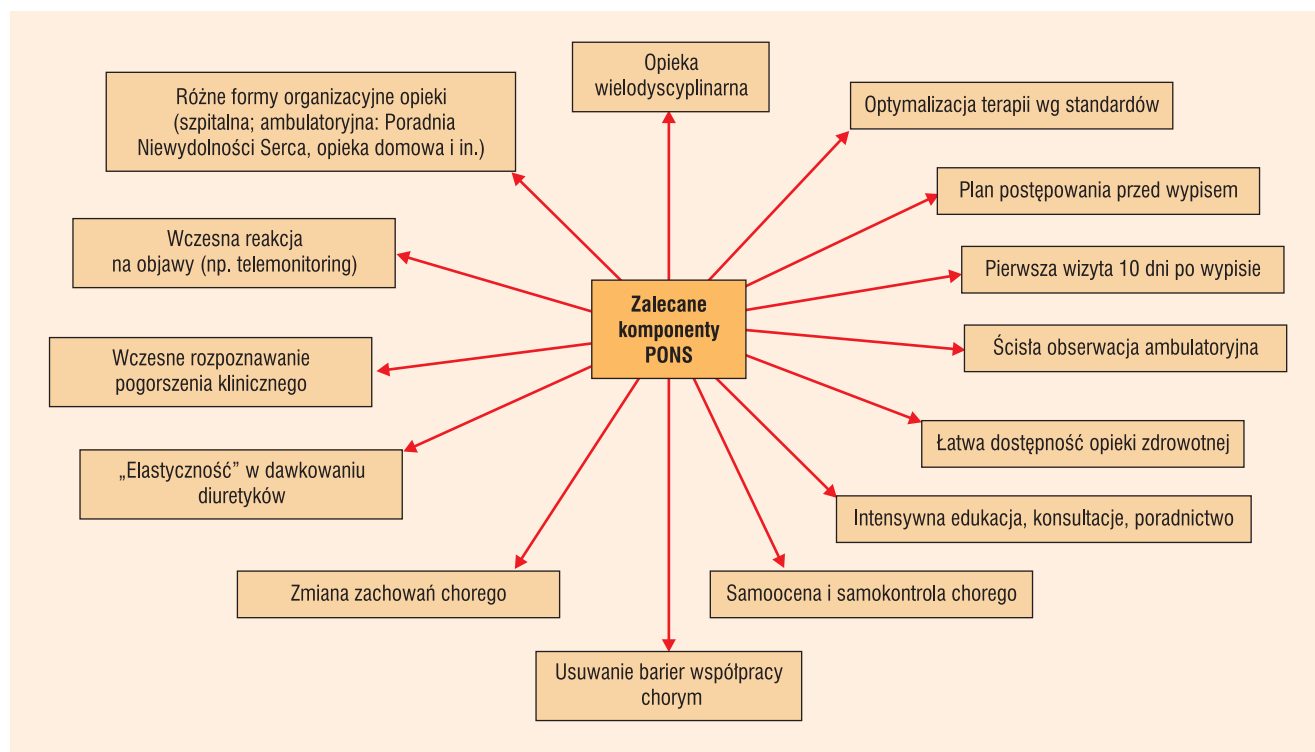 Opieka
wielodyscyplinarna
Różne formy organizacyjne opieki
(szpitalna; ambulatoryjna: Poradnia
Niewydolności Serca, opieka domowa i in.)
Optymalizacja terapii wg standardów
Plan postępowania przed wypisem
Wczesna reakcja
na objawy (np. telemonitoring)
Pierwsza wizyta 10 dni po wypisie
Zalecane
komponenty
PONS
Wczesne rozpoznawanie
pogorszenia klinicznego
Ścisła obserwacja ambulatoryjna
Łatwa dostępność opieki zdrowotnej
„Elastyczność” w dawkowaniu
diuretyków
Intensywna edukacja, konsultacje, poradnictwo
Zmiana zachowań chorego
Samoocena i samokontrola chorego
Usuwanie barier współpracy
chorym